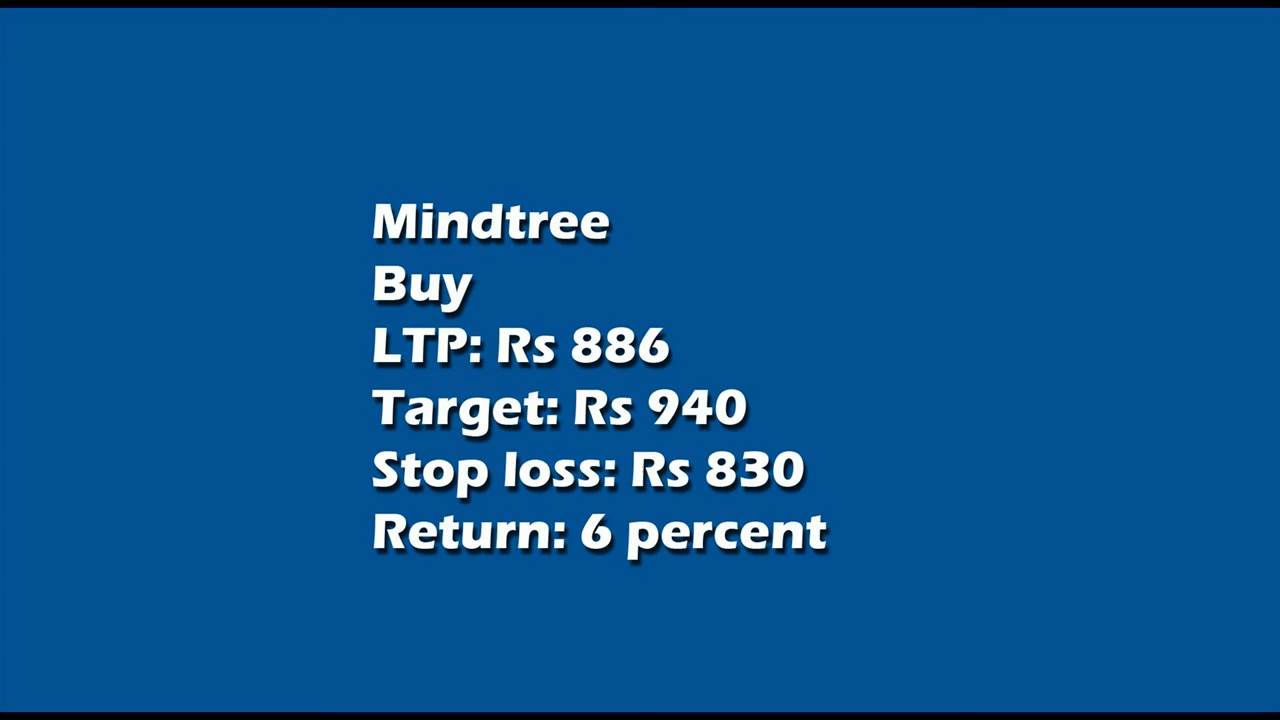 Mindtree
Buy
LTP: Rs 886
Target: Rs 940
Stop loss: Rs 830
Return: 6 percent